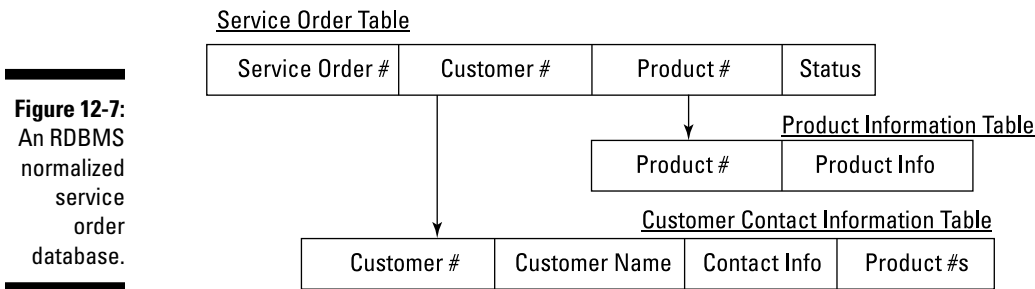 Service Order Table
Service Order # Customer # Product # Status
Figure 12-7:
An RDBMS
normalized
service
order
database.
Product Information Table
Product # Product Info
Customer Contact Information Table
Customer # Customer Name Contact Info Product #s